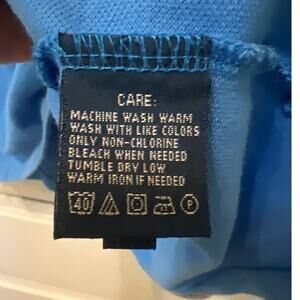 CARE:
MACHINE WASH WARM
WASH WITH LIKE COLORS
ONLY NON-CHLORINE
BLEACH WHEN NEEDED
TUMBLE DRY LOW
WARM IRON IF NEEDED
40 P